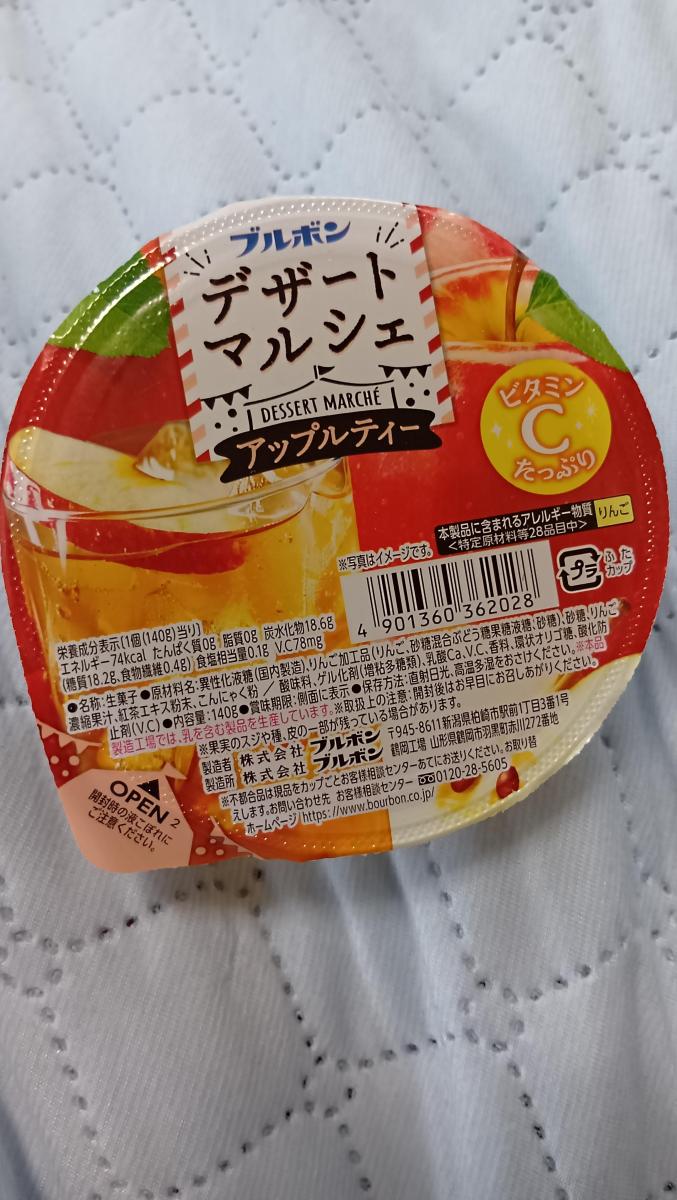 ブルボン
デザート
マルシェ
DESSERT MARCHÉ
アップルティー
ビタミン
C
たっぷり
本製品に含まれるアレルギー物質
<特定原材料等28品目中>
りんご
※写真はイメージです。
4 901360 362028
プラ
ふた
カップ
栄養成分表示(1個(140g)当り)
エネルギー74kcal たんぱく質0g 脂質0g 炭水化物18.6g
(糖質18.2g、食物繊維0.4g) 食塩相当量0.1g V.C78mg
●名称:生菓子●原材料名:異性化液糖(国内製造)、りんご加工品(りんご、砂糖混合ぶどう糖果糖液糖、砂糖)、砂糖、りんご
濃縮果汁、紅茶エキス粉末、こんにゃく粉/酸味料、ゲル化剤(増粘多糖類)、乳酸Ca、V.C、香料、環状オリゴ糖、酸化防
止剤(V.C)●内容量:140g●賞味期限:側面に表示●保存方法:直射日光、高温多湿をおさけください。※本品
製造工場では、乳を含む製品を生産しています。※取扱上の注意:開封後はお早目にお召しあがりください。
※果実のスジや種、皮の一部が残っている場合があります。
製造者 株式会社 ブルボン 〒945-8611新潟県柏崎市駅前1丁目3番1号
製造所 株式会社 ブルボン 鶴岡工場 山形県鶴岡市羽黒町赤川272番地
※不都合品は現品をカップごとお客様相談センターあてにお送りください。お取り替
えします。お問い合わせ先 お客様相談センター 0120-28-5605
ホームページ https://www.bourbon.co.jp/
OPEN 2
開封時の液こぼれに
ご注意ください。